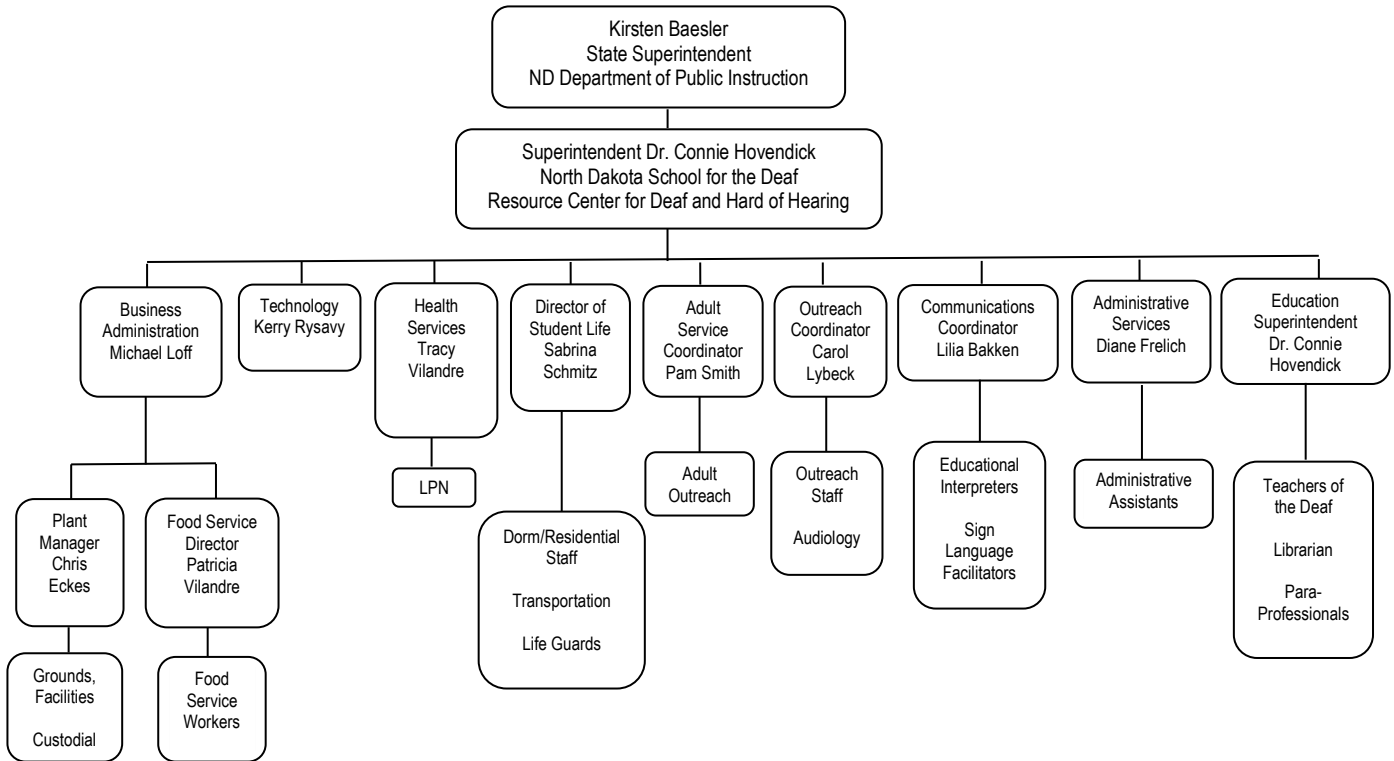 Kirsten Baesler
State Superintendent
ND Department of Public Instruction
Superintendent Dr. Connie Hovendick
North Dakota School for the Deaf
Resource Center for Deaf and Hard of Hearing
Business
Administration
Michael Loff
Technology
Kerry Rysavy
Health
Services
Tracy
Vilandre
Director of
Student Life
Sabrina
Schmitz
Adult
Service
Coordinator
Pam Smith
Outreach
Coordinator
Carol
Lybeck
Communications
Coordinator
Lilia Bakken
Administrative
Services
Diane Frelich
Education
Superintendent
Dr. Connie
Hovendick
Plant
Manager
Chris
Eckes
Food Service
Director
Patricia
Vilandre
LPN
Dorm/Residential
Staff
Transportation
Life Guards
Adult
Outreach
Outreach
Staff
Audiology
Educational
Interpreters
Sign
Language
Facilitators
Administrative
Assistants
Teachers of
the Deaf
Librarian
Para-
Professionals
Grounds,
Facilities
Custodial
Food
Service
Workers